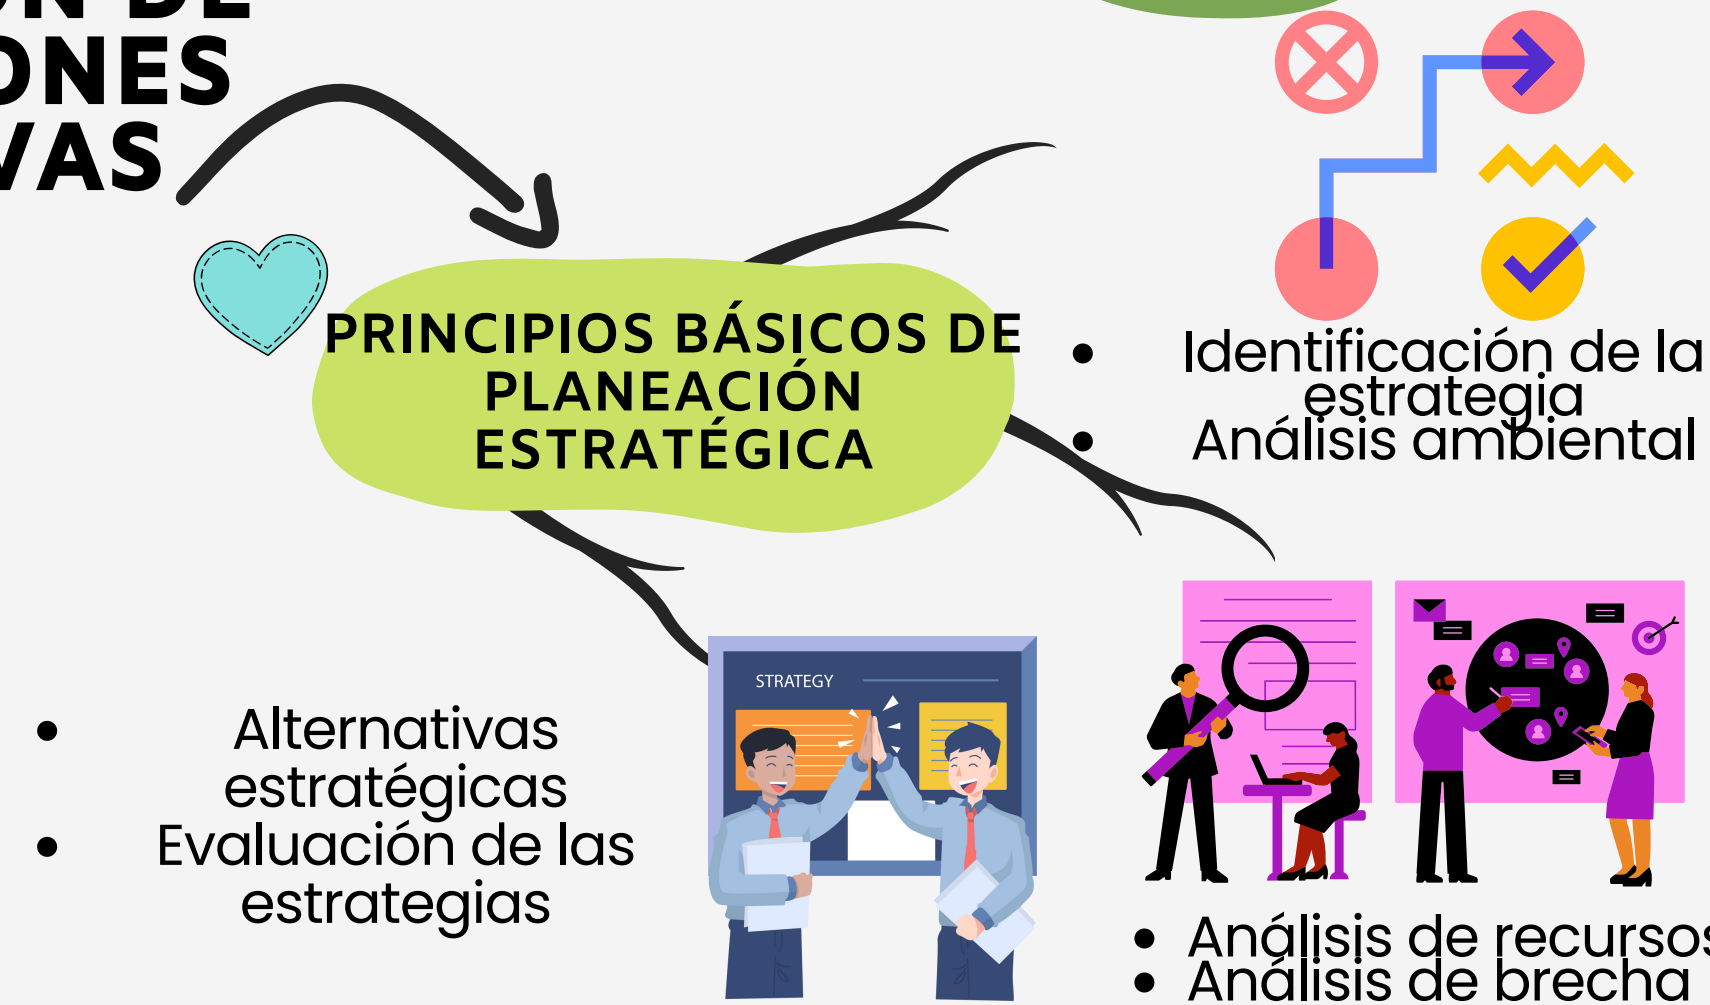 ONES
VAS
PRINCIPIOS BÁSICOS DE
PLANEACIÓN
ESTRATÉGICA
• Identificación de la
estrategia
• Análisis ambiental
STRATEGY
• Alternativas
estratégicas
• Evaluación de las
estrategias
• Análisis de recursos
• Análisis de brecha